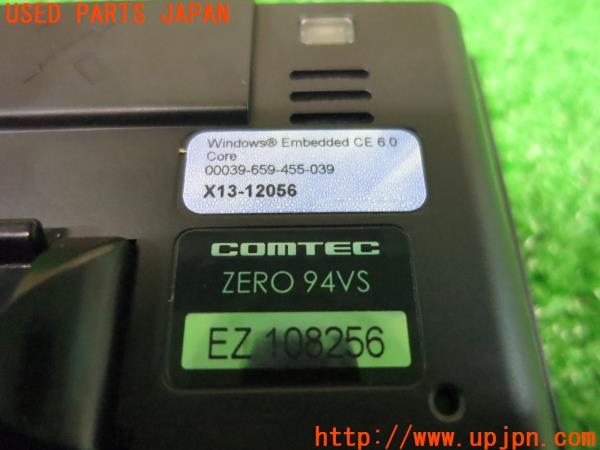 USED PARTS JAPAN
Windows® Embedded CE 6.0
Core
00039-659-455-039
X13-12056
COMTEC
ZERO 94VS
EZ 108256
http://www.upjpn.com/